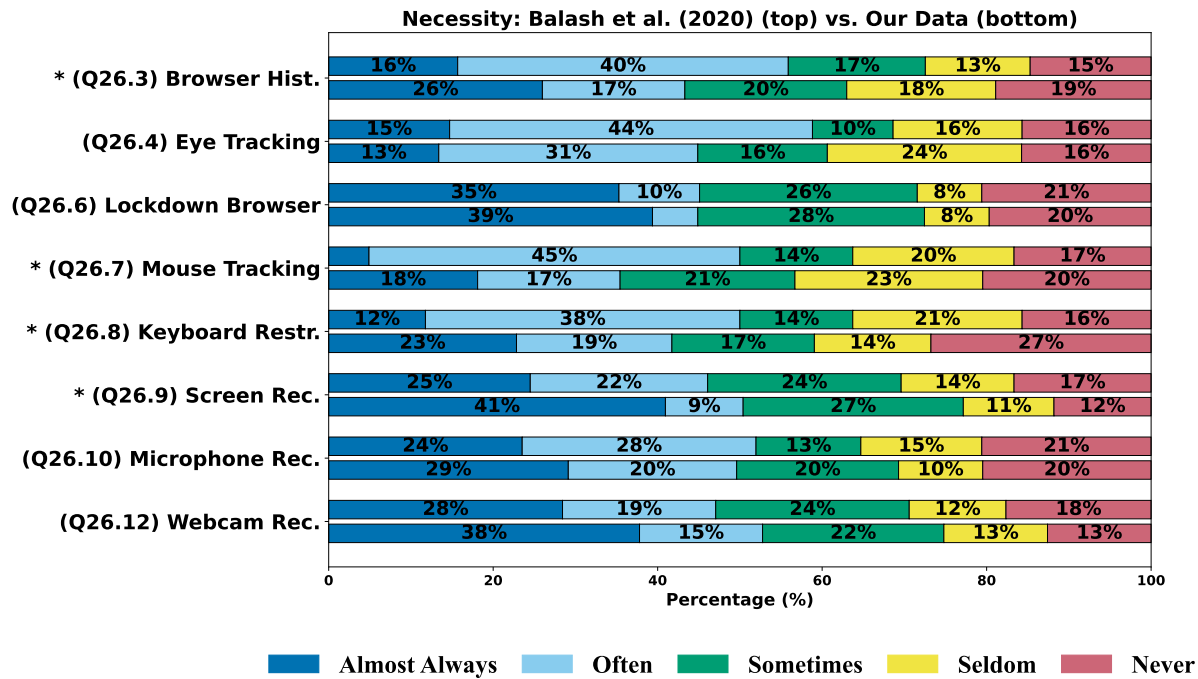 Necessity: Balash et al. (2020) (top) vs. Our Data (bottom)
* (Q26.3) Browser Hist.
16% 40% 17% 13% 15%
26% 17% 20% 18% 19%
(Q26.4) Eye Tracking
15% 44% 10% 16% 16%
13% 31% 16% 24% 16%
(Q26.6) Lockdown Browser
35% 10% 26% 8% 21%
39% 28% 8% 20%
* (Q26.7) Mouse Tracking
45% 14% 20% 17%
18% 17% 21% 23% 20%
* (Q26.8) Keyboard Restr.
12% 38% 14% 21% 16%
23% 19% 17% 14% 27%
* (Q26.9) Screen Rec.
25% 22% 24% 14% 17%
41% 9% 27% 11% 12%
(Q26.10) Microphone Rec.
24% 28% 13% 15% 21%
29% 20% 20% 10% 20%
(Q26.12) Webcam Rec.
28% 19% 24% 12% 18%
38% 15% 22% 13% 13%
0 20 40 60 80 100
Percentage (%)
Almost Always Often Sometimes Seldom Never